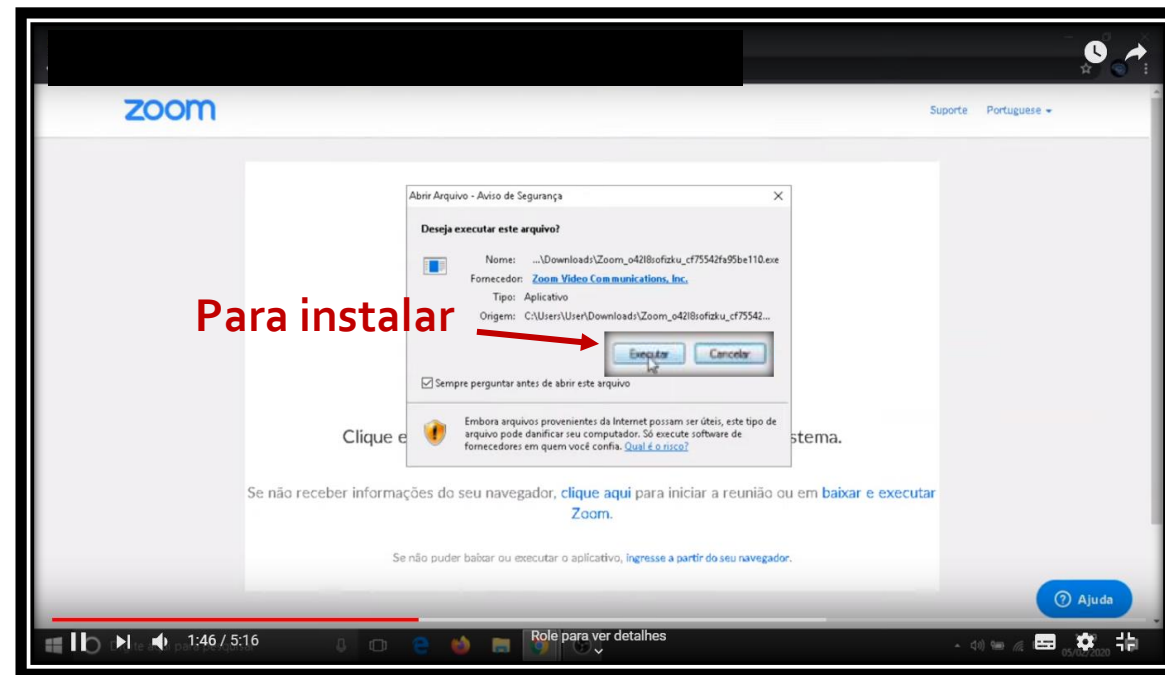 zoom
Suporte Portuguese
Abrir Arquivo - Aviso de Segurança
Deseja executar este arquivo?
Nome: ...\Downloads\Zoom_o42l8sofizku_cf75542fa95be110.exe
Fornecedor: Zoom Video Communications, Inc.
Tipo: Aplicativo
Origem: C:\Users\User\Downloads\Zoom_o42l8sofizku_cf75542...
Para instalar
Executar Cancelar
Sempre perguntar antes de abrir este arquivo
Embora arquivos provenientes da Internet possam ser úteis, este tipo de
arquivo pode danificar seu computador. Só execute software de
fornecedores em quem você confia. Qual é o risco?
Clique e stema.
Se não receber informações do seu navegador, clique aqui para iniciar a reunião ou em baixar e executar
Zoom.
Se não puder baixar ou executar o aplicativo, ingresse a partir do seu navegador.
Ajuda
1:46 / 5:16
Role para ver detalhes
05/02/2020